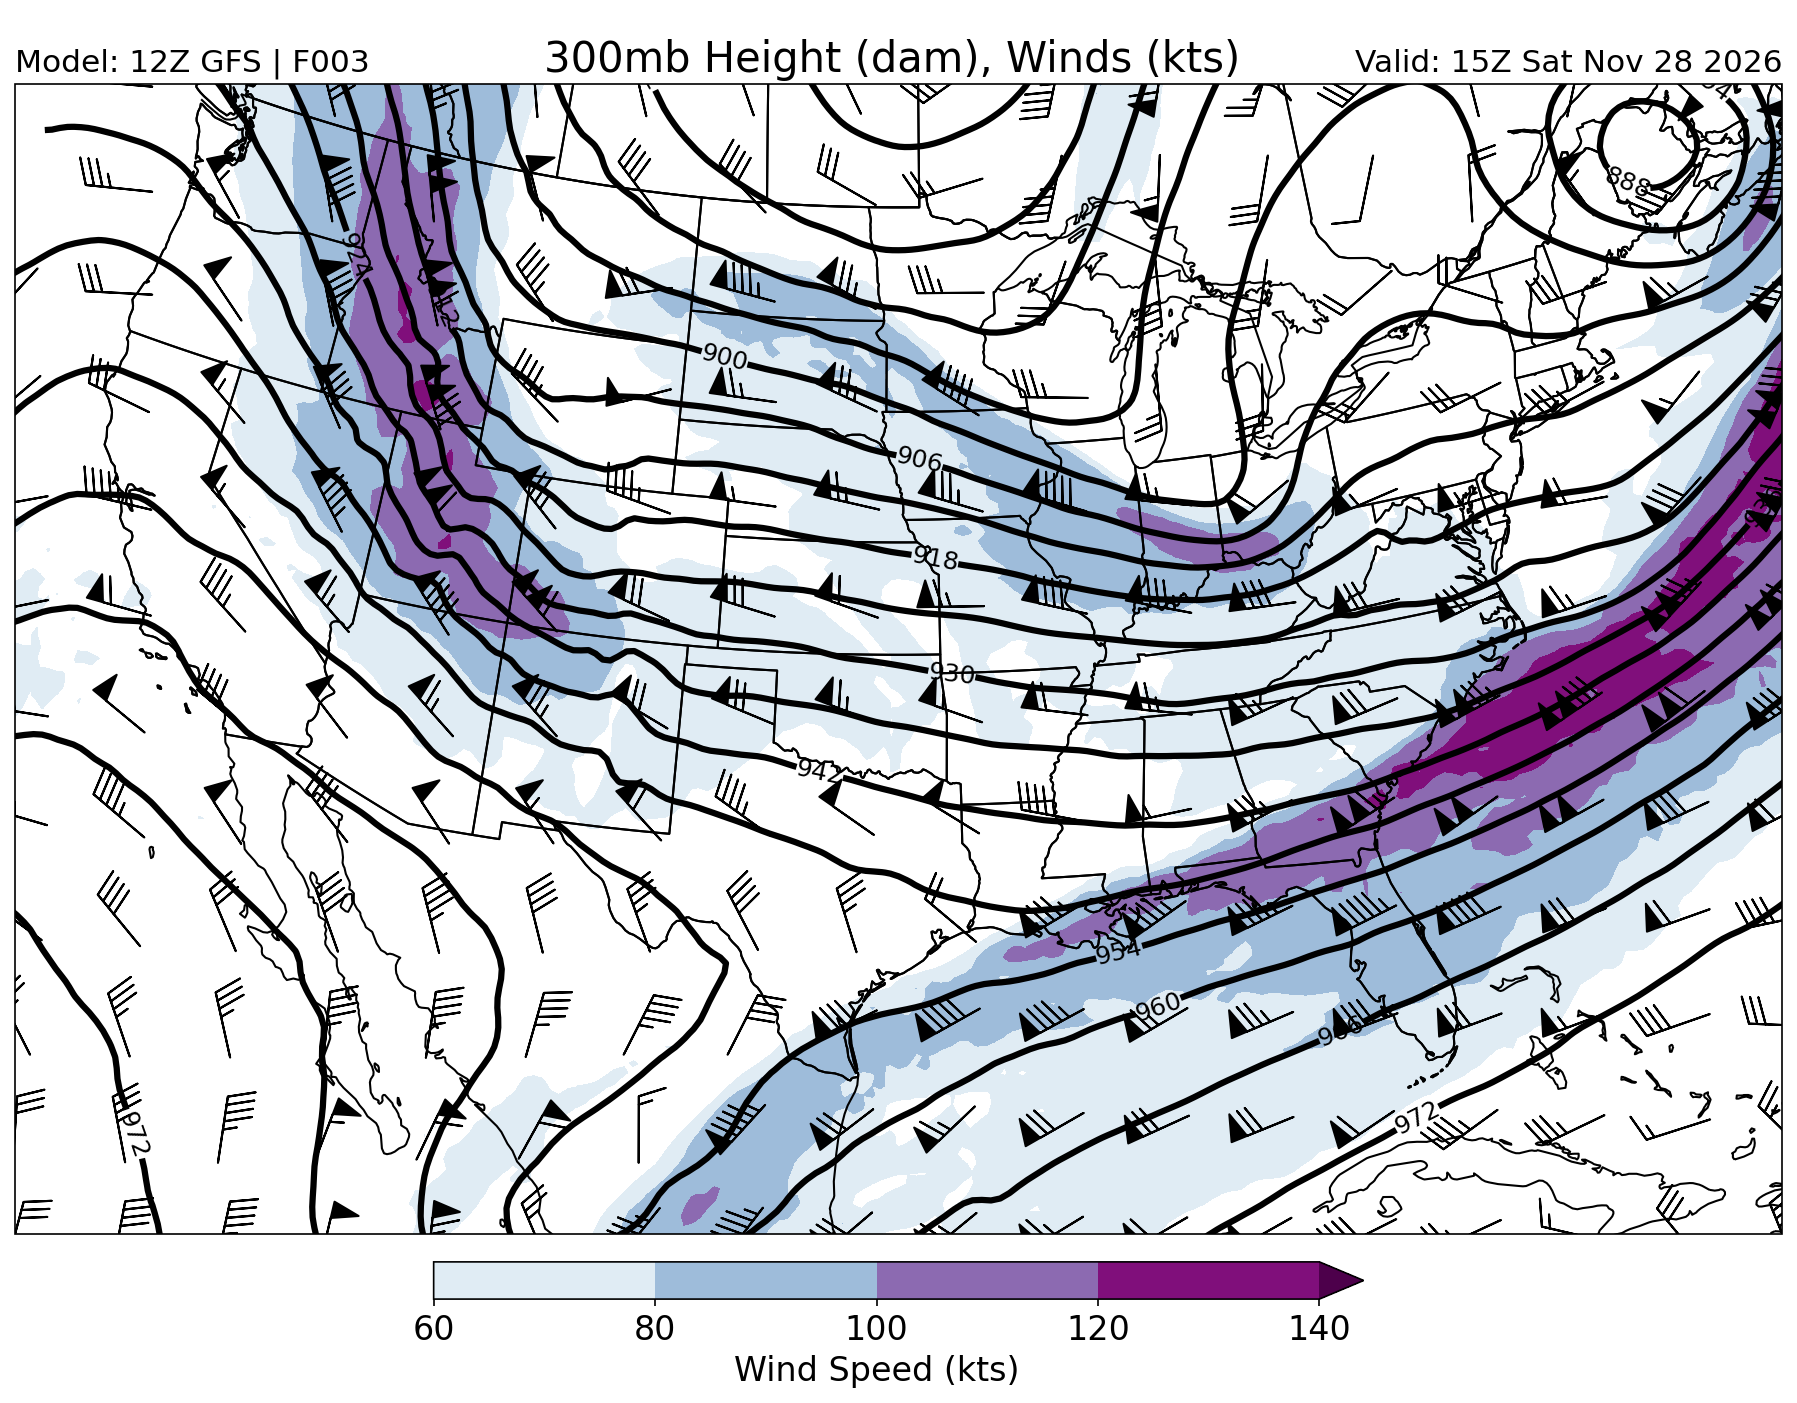 Model: 12Z GFS | F003
300mb Height (dam), Winds (kts)
Valid: 15Z Sat Nov 28 2026
888
924
900
906
918
930
942
954
960
966
972
972
60 80 100 120 140
Wind Speed (kts)